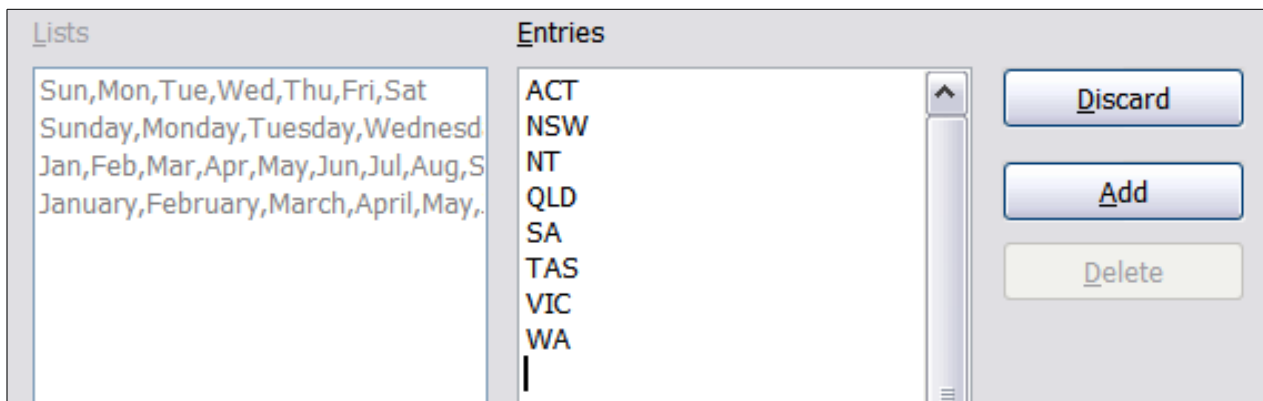 Lists
Entries
Sun,Mon,Tue,Wed,Thu,Fri,Sat
Sunday,Monday,Tuesday,Wednesd
Jan,Feb,Mar,Apr,May,Jun,Jul,Aug,S
January,February,March,April,May,
ACT
NSW
NT
QLD
SA
TAS
VIC
WA
Discard
Add
Delete